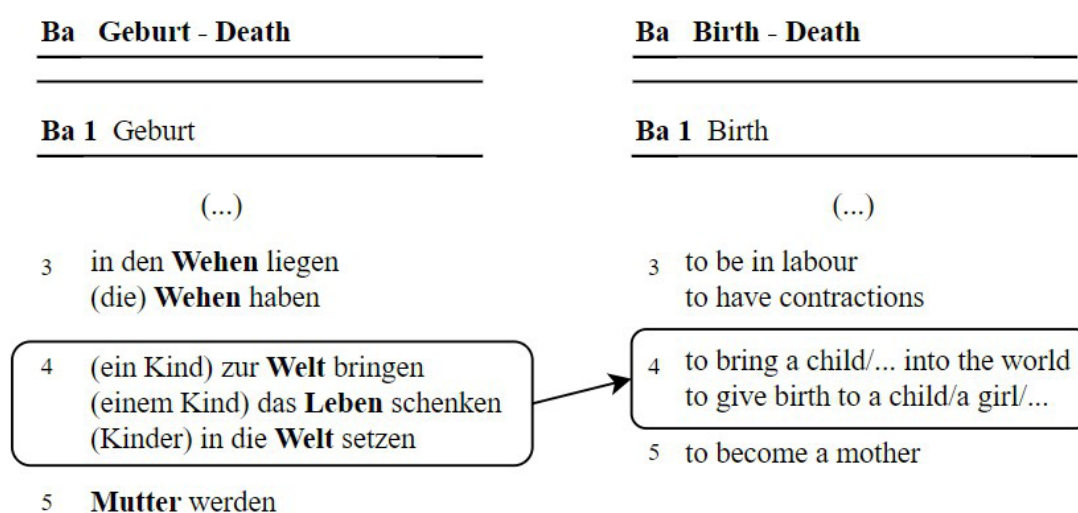 Ba Geburt - Death
Ba 1 Geburt
(...)
3 in den Wehen liegen
(die) Wehen haben
4 (ein Kind) zur Welt bringen
(einem Kind) das Leben schenken
(Kinder) in die Welt setzen
5 Mutter werden
Ba Birth - Death
Ba 1 Birth
(...)
3 to be in labour
to have contractions
4 to bring a child/... into the world
to give birth to a child/a girl/...
5 to become a mother